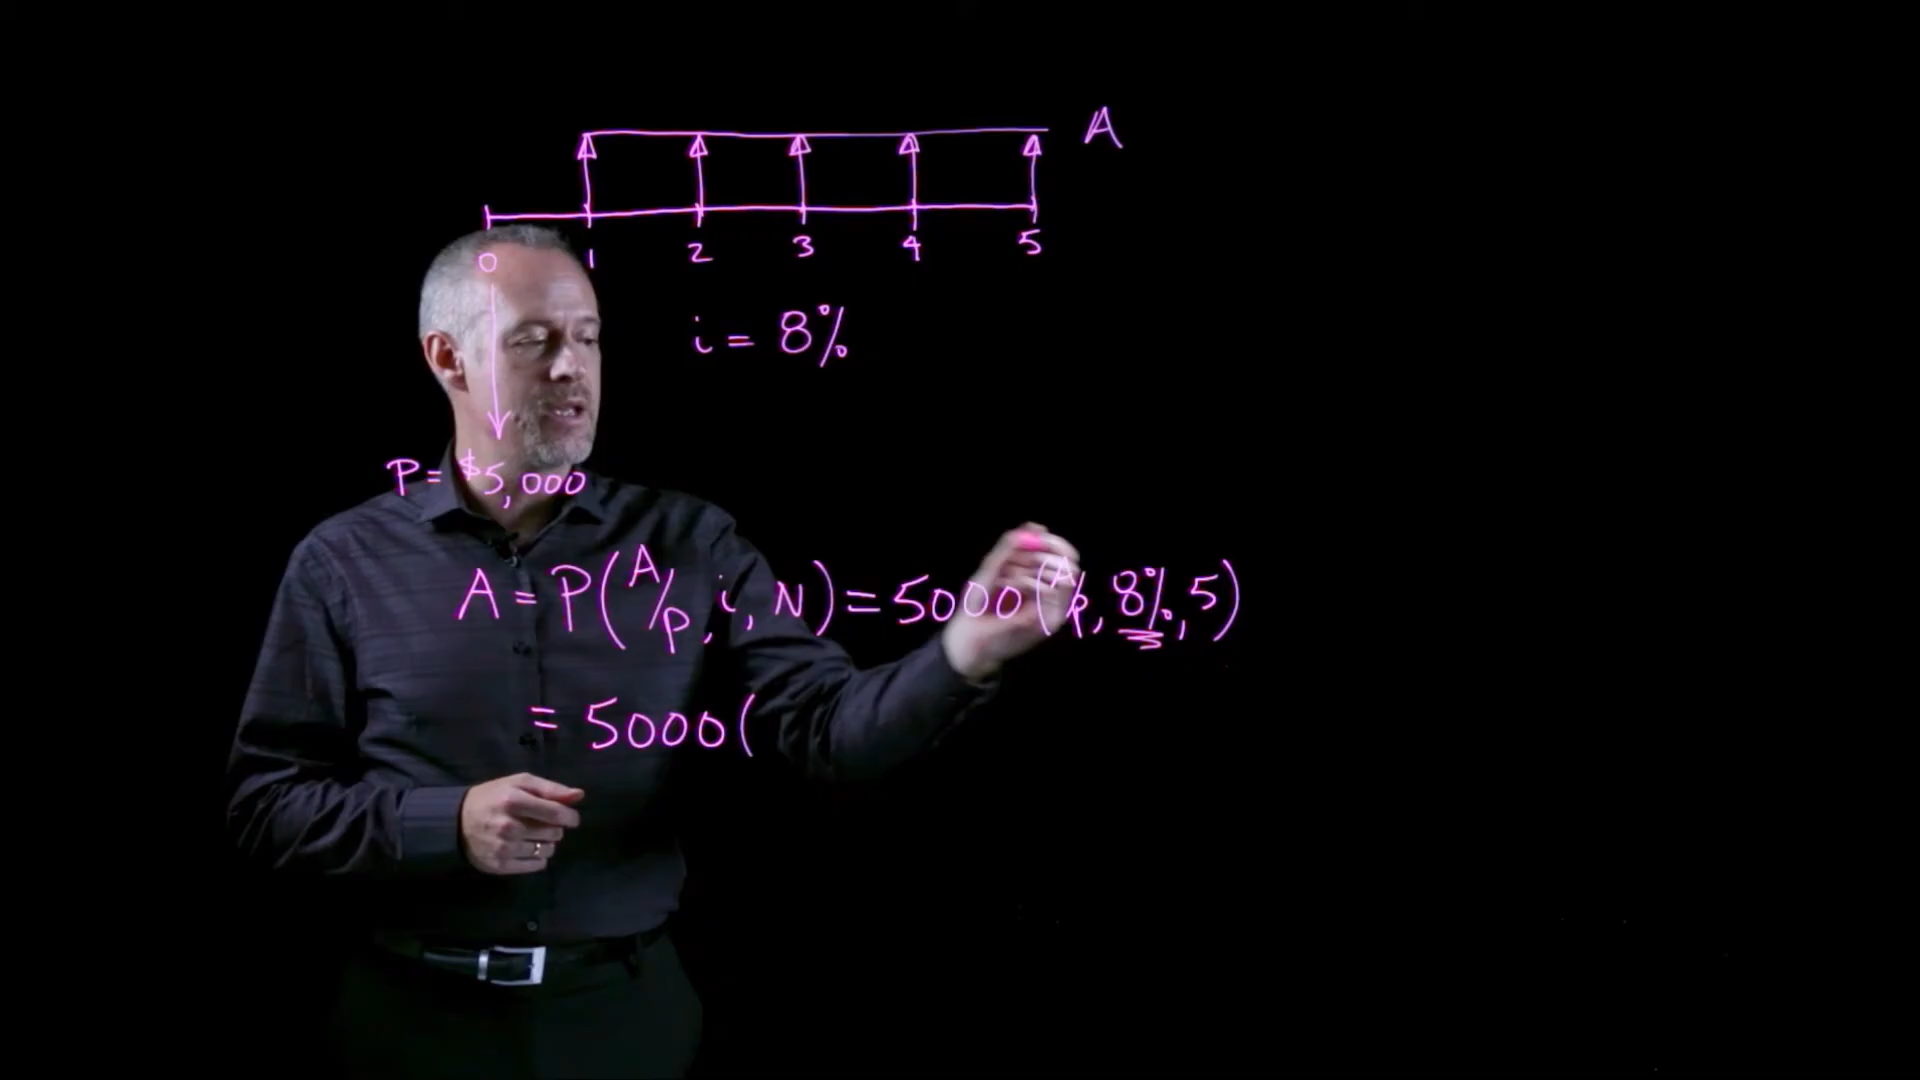 A
0 1 2 3 4 5
i = 8%
P = $5,000
A = P(A/P, i, N) = 5000(A/P, 8%, 5)
= 5000(